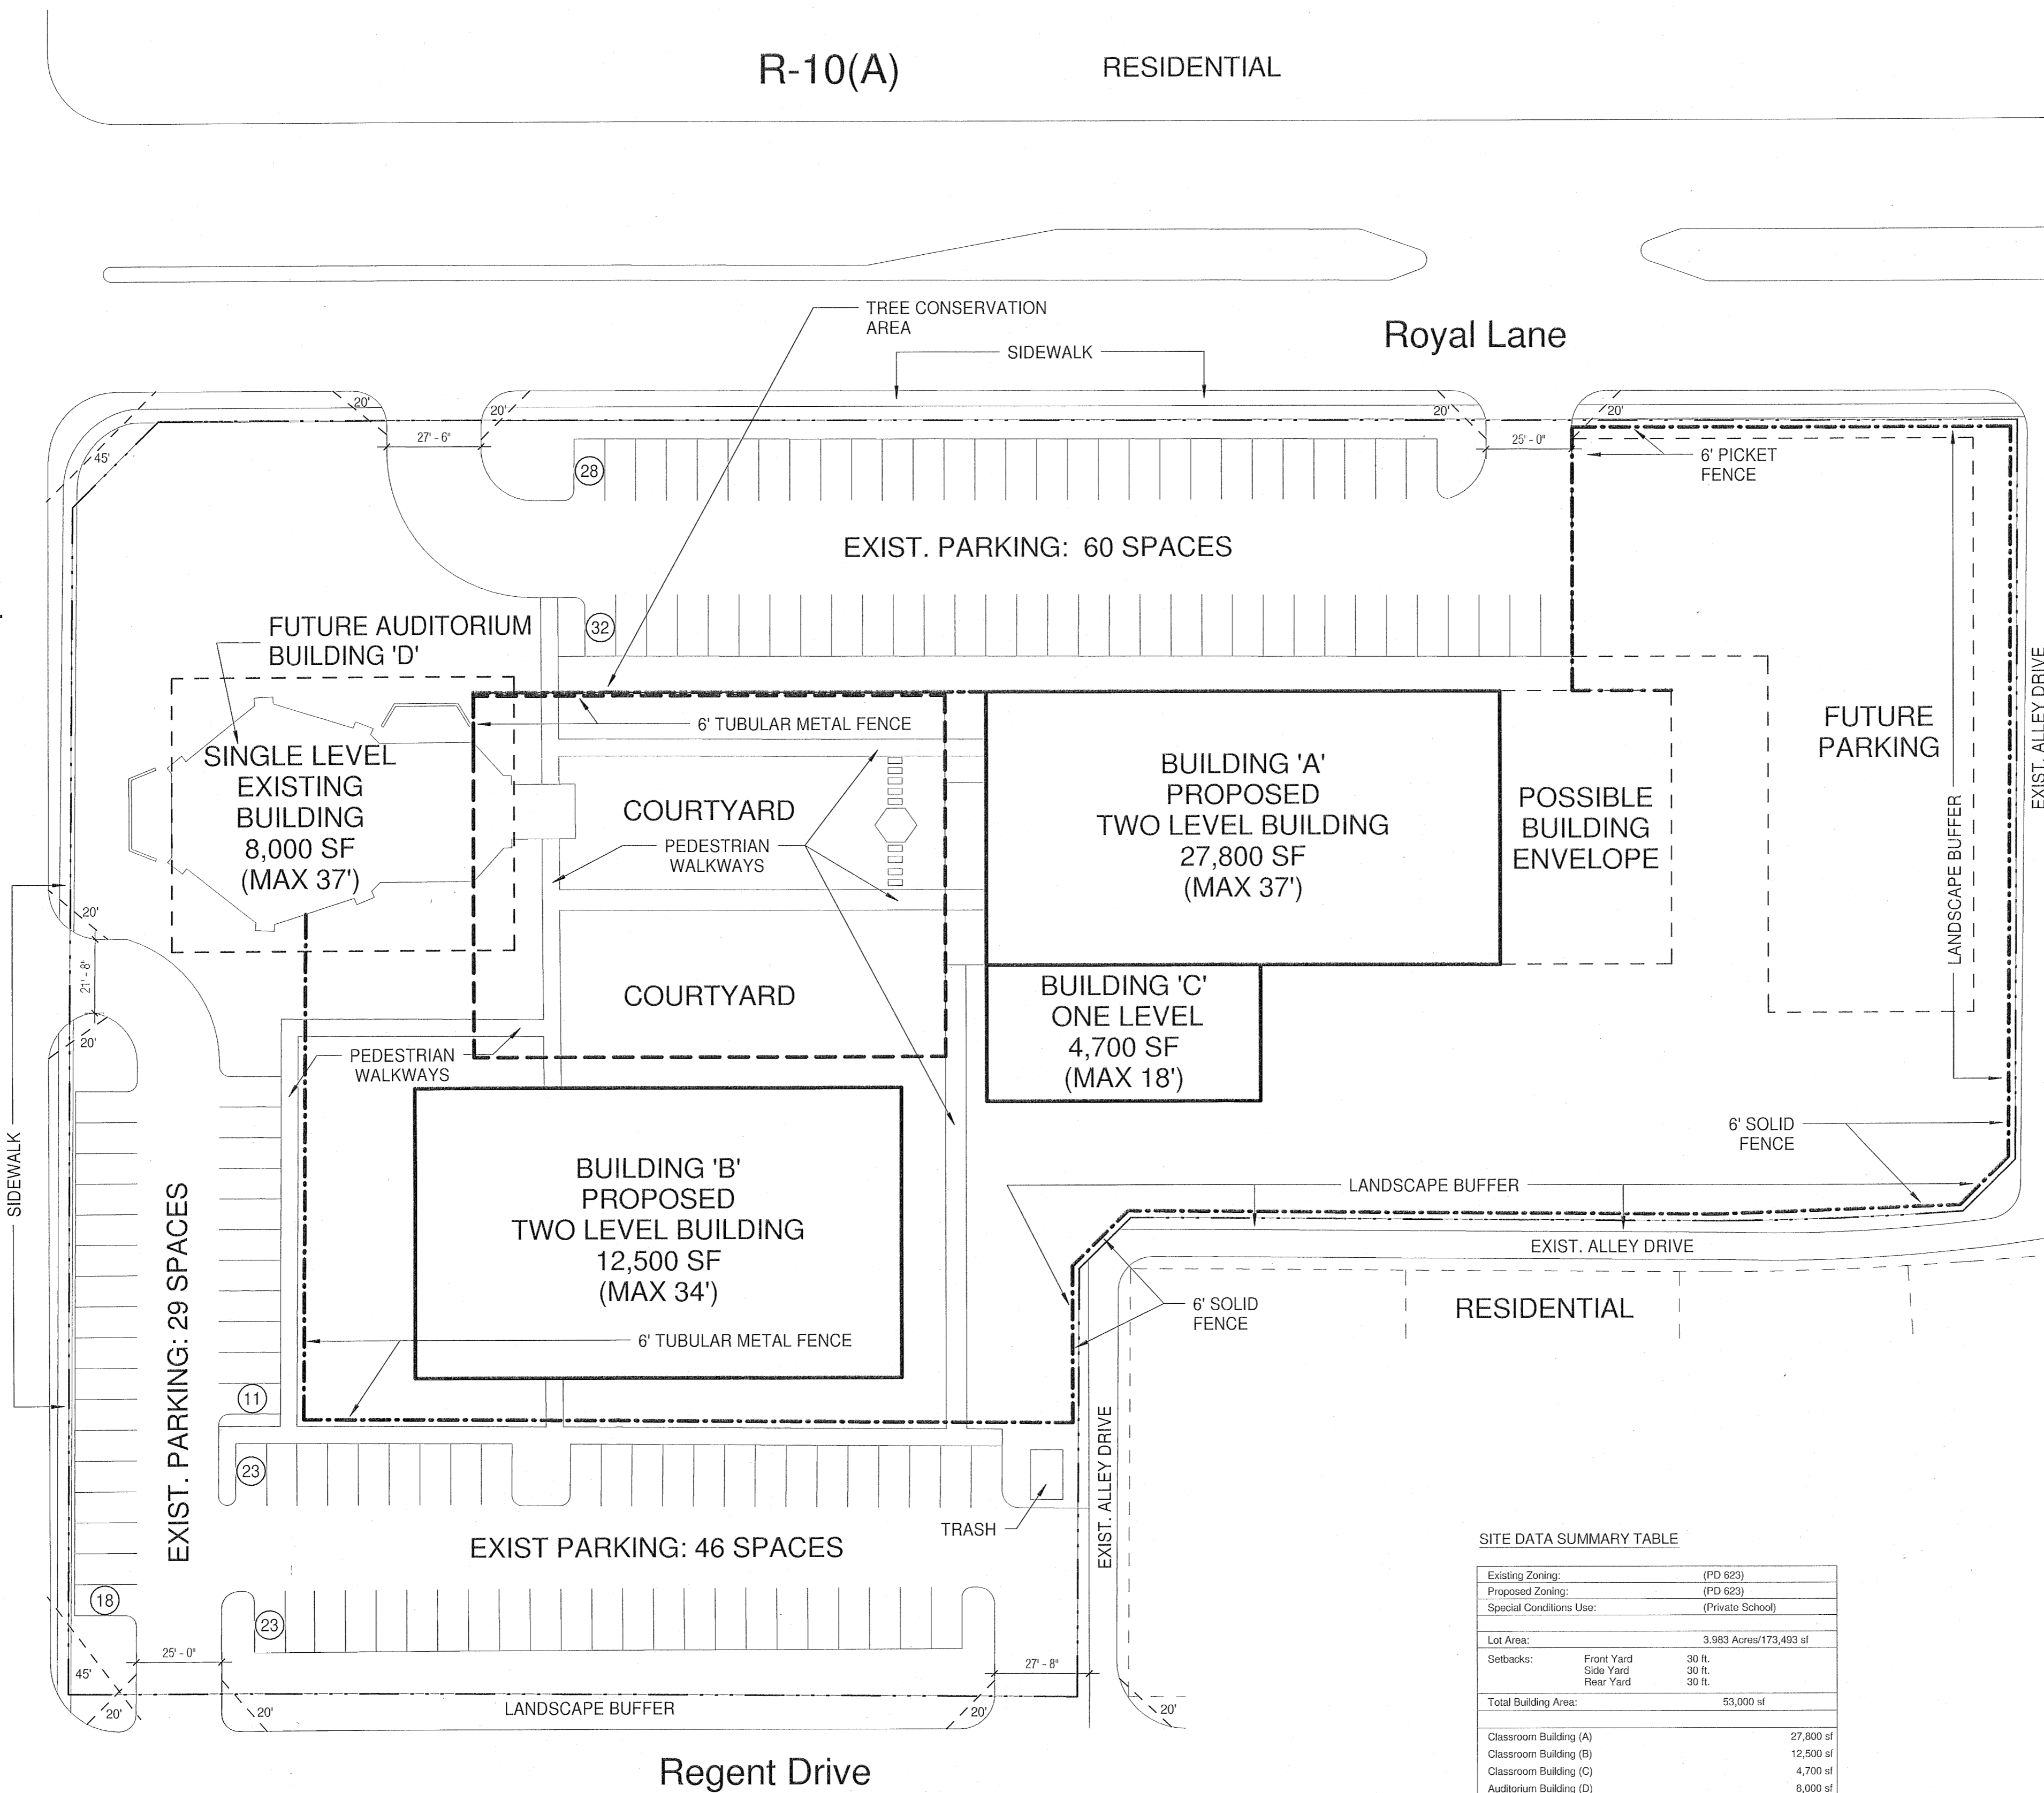 R-10(A)
RESIDENTIAL
TREE CONSERVATION
AREA
Royal Lane
SIDEWALK
20'
20'
20'
20'
27' - 6"
25' - 0"
45'
6' PICKET
FENCE
28
EXIST. PARKING: 60 SPACES
32
FUTURE AUDITORIUM
BUILDING 'D'
EXIST. ALLEY DRIVE
6' TUBULAR METAL FENCE
SINGLE LEVEL
EXISTING
BUILDING
8,000 SF
(MAX 37')
COURTYARD
PEDESTRIAN
WALKWAYS
BUILDING 'A'
PROPOSED
TWO LEVEL BUILDING
27,800 SF
(MAX 37')
POSSIBLE
BUILDING
ENVELOPE
FUTURE
PARKING
LANDSCAPE BUFFER
20'
21' - 8"
20'
COURTYARD
BUILDING 'C'
ONE LEVEL
4,700 SF
(MAX 18')
PEDESTRIAN
WALKWAYS
6' SOLID
FENCE
SIDEWALK
LANDSCAPE BUFFER
BUILDING 'B'
PROPOSED
TWO LEVEL BUILDING
12,500 SF
(MAX 34')
EXIST. ALLEY DRIVE
6' SOLID
FENCE
RESIDENTIAL
EXIST. PARKING: 29 SPACES
6' TUBULAR METAL FENCE
11
23
EXIST. ALLEY DRIVE
TRASH
EXIST PARKING: 46 SPACES
18
23
25' - 0"
27' - 8"
45'
20'
20'
20'
20'
LANDSCAPE BUFFER
Regent Drive
SITE DATA SUMMARY TABLE
Existing Zoning: (PD 623)
Proposed Zoning: (PD 623)
Special Conditions Use: (Private School)
Lot Area: 3.983 Acres/173,493 sf
Setbacks: Front Yard 30 ft.
Side Yard 30 ft.
Rear Yard 30 ft.
Total Building Area: 53,000 sf
Classroom Building (A) 27,800 sf
Classroom Building (B) 12,500 sf
Classroom Building (C) 4,700 sf
Auditorium Building (D) 8,000 sf